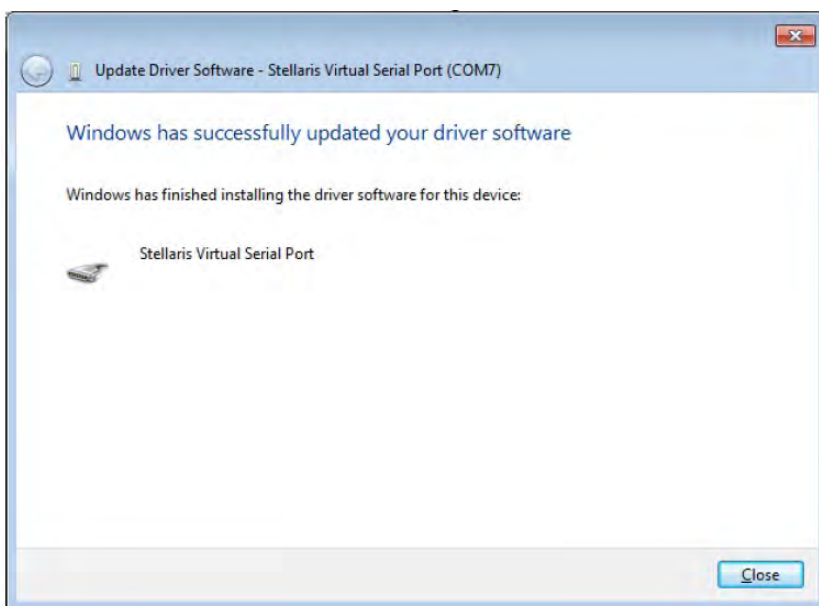 Update Driver Software - Stellaris Virtual Serial Port (COM7)
Windows has successfully updated your driver software
Windows has finished installing the driver software for this device:
Stellaris Virtual Serial Port
Close